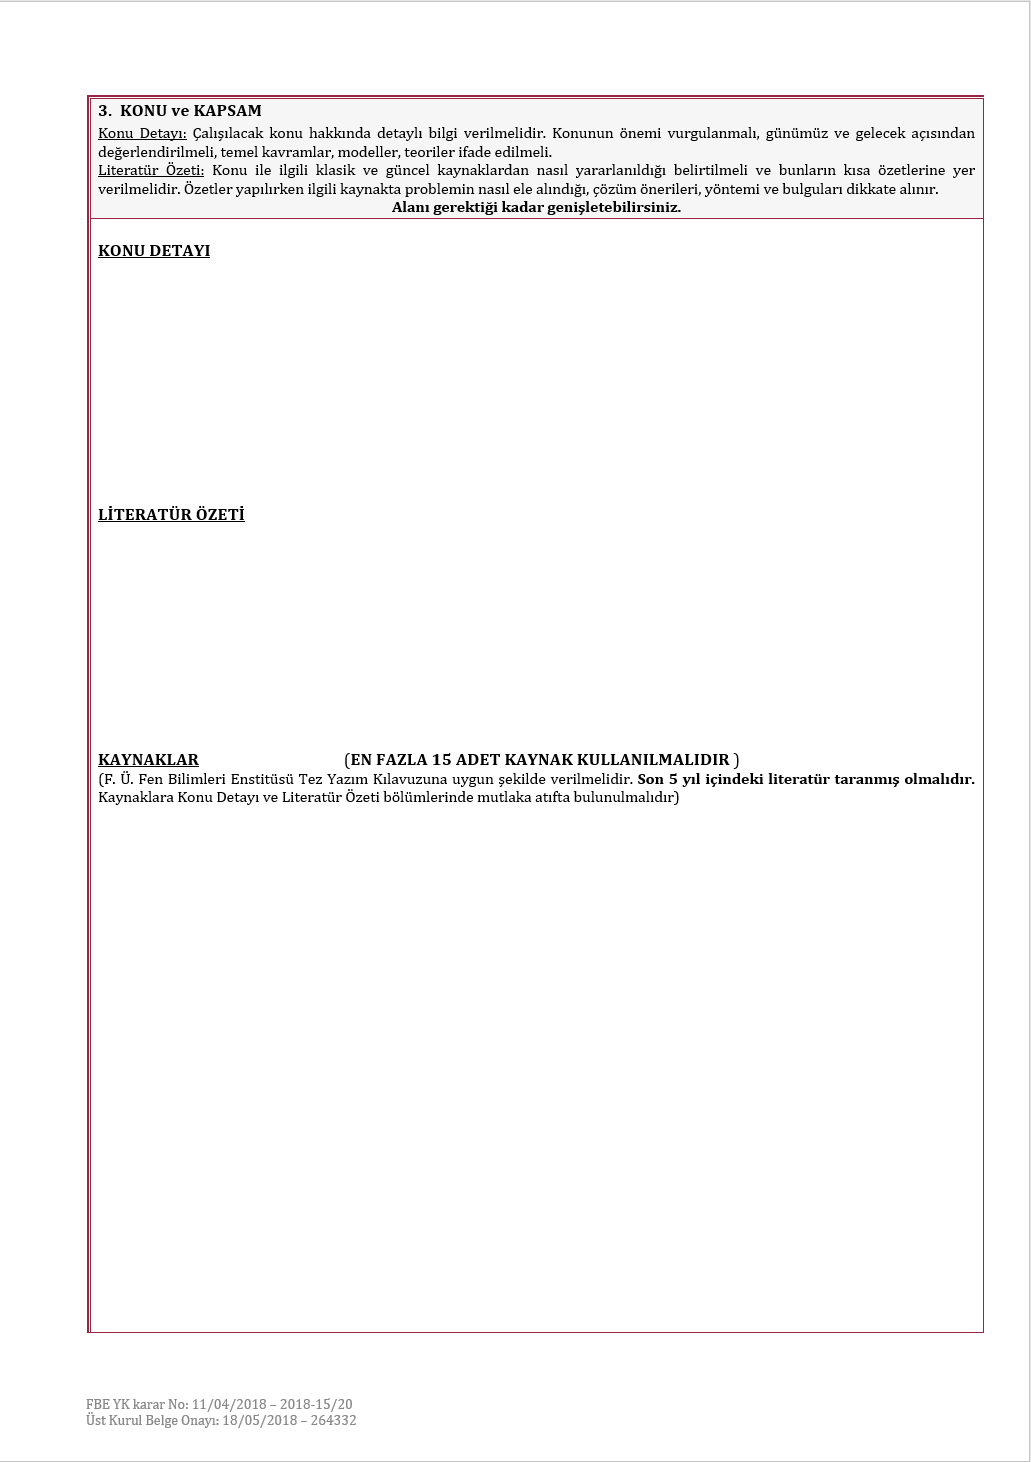 3. KONU ve KAPSAM
Konu Detayı: Çalışılacak konu hakkında detaylı bilgi verilmelidir. Konunun önemi vurgulanmalı, günümüz ve gelecek açısından
değerlendirilmeli, temel kavramlar, modeller, teoriler ifade edilmeli.
Literatür Özeti: Konu ile ilgili klasik ve güncel kaynaklardan nasıl yararlanıldığı belirtilmeli ve bunların kısa özetlerine yer
verilmelidir. Özetler yapılırken ilgili kaynakta problemin nasıl ele alındığı, çözüm önerileri, yöntemi ve bulguları dikkate alınır.
Alanı gerektiği kadar genişletebilirsiniz.
KONU DETAYI
LİTERATÜR ÖZETİ
KAYNAKLAR (EN FAZLA 15 ADET KAYNAK KULLANILMALIDIR )
(F. Ü. Fen Bilimleri Enstitüsü Tez Yazım Kılavuzuna uygun şekilde verilmelidir. Son 5 yıl içindeki literatür taranmış olmalıdır.
Kaynaklara Konu Detayı ve Literatür Özeti bölümlerinde mutlaka atıfta bulunulmalıdır)
FBE YK karar No: 11/04/2018 – 2018-15/20
Üst Kurul Belge Onayı: 18/05/2018 – 264332